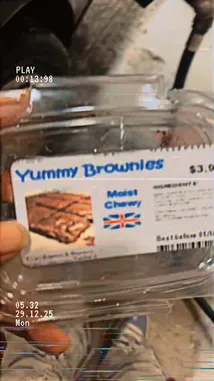 PLAY
00:13:98
Yummy Brownies
$3.9
Moist
Chewy
INGREDIENTS
Best before 01/
05.32
29.12.25
Mon